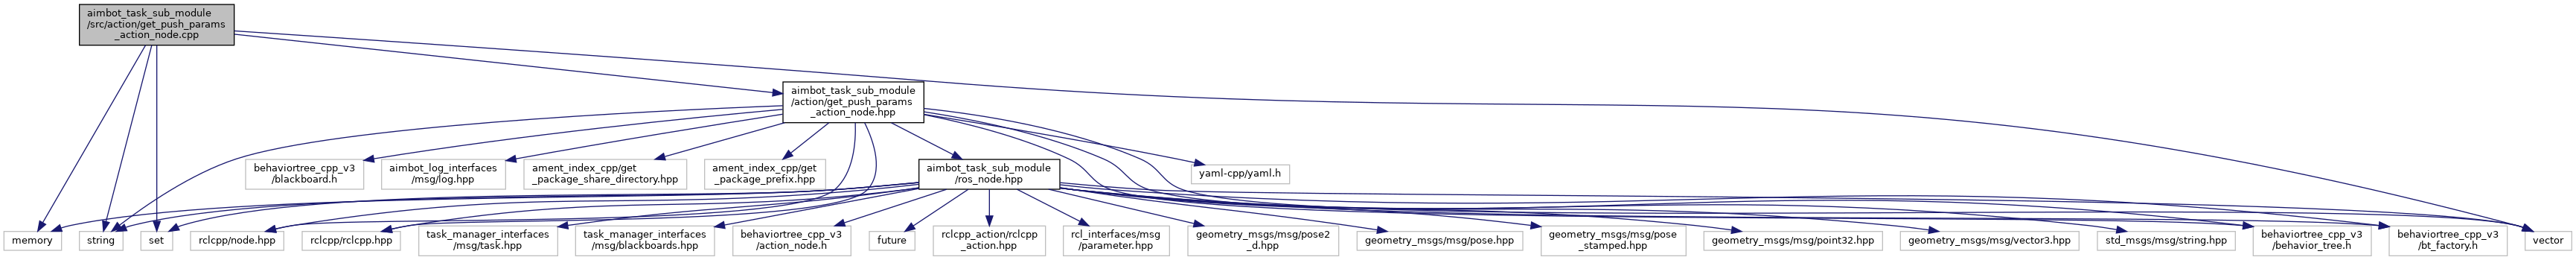 aimbot_task_sub_module
/src/action/get_push_params
_action_node.cpp
aimbot_task_sub_module
/action/get_push_params
_action_node.hpp
behaviortree_cpp_v3
/blackboard.h
aimbot_log_interfaces
/msg/log.hpp
ament_index_cpp/get
_package_share_directory.hpp
ament_index_cpp/get
_package_prefix.hpp
aimbot_task_sub_module
/ros_node.hpp
yaml-cpp/yaml.h
memory
string
set
rclcpp/node.hpp
rclcpp/rclcpp.hpp
task_manager_interfaces
/msg/task.hpp
task_manager_interfaces
/msg/blackboards.hpp
behaviortree_cpp_v3
/action_node.h
future
rclcpp_action/rclcpp
_action.hpp
rcl_interfaces/msg
/parameter.hpp
geometry_msgs/msg/pose2
_d.hpp
geometry_msgs/msg/pose.hpp
geometry_msgs/msg/pose
_stamped.hpp
geometry_msgs/msg/point32.hpp
geometry_msgs/msg/vector3.hpp
std_msgs/msg/string.hpp
behaviortree_cpp_v3
/behavior_tree.h
behaviortree_cpp_v3
/bt_factory.h
vector